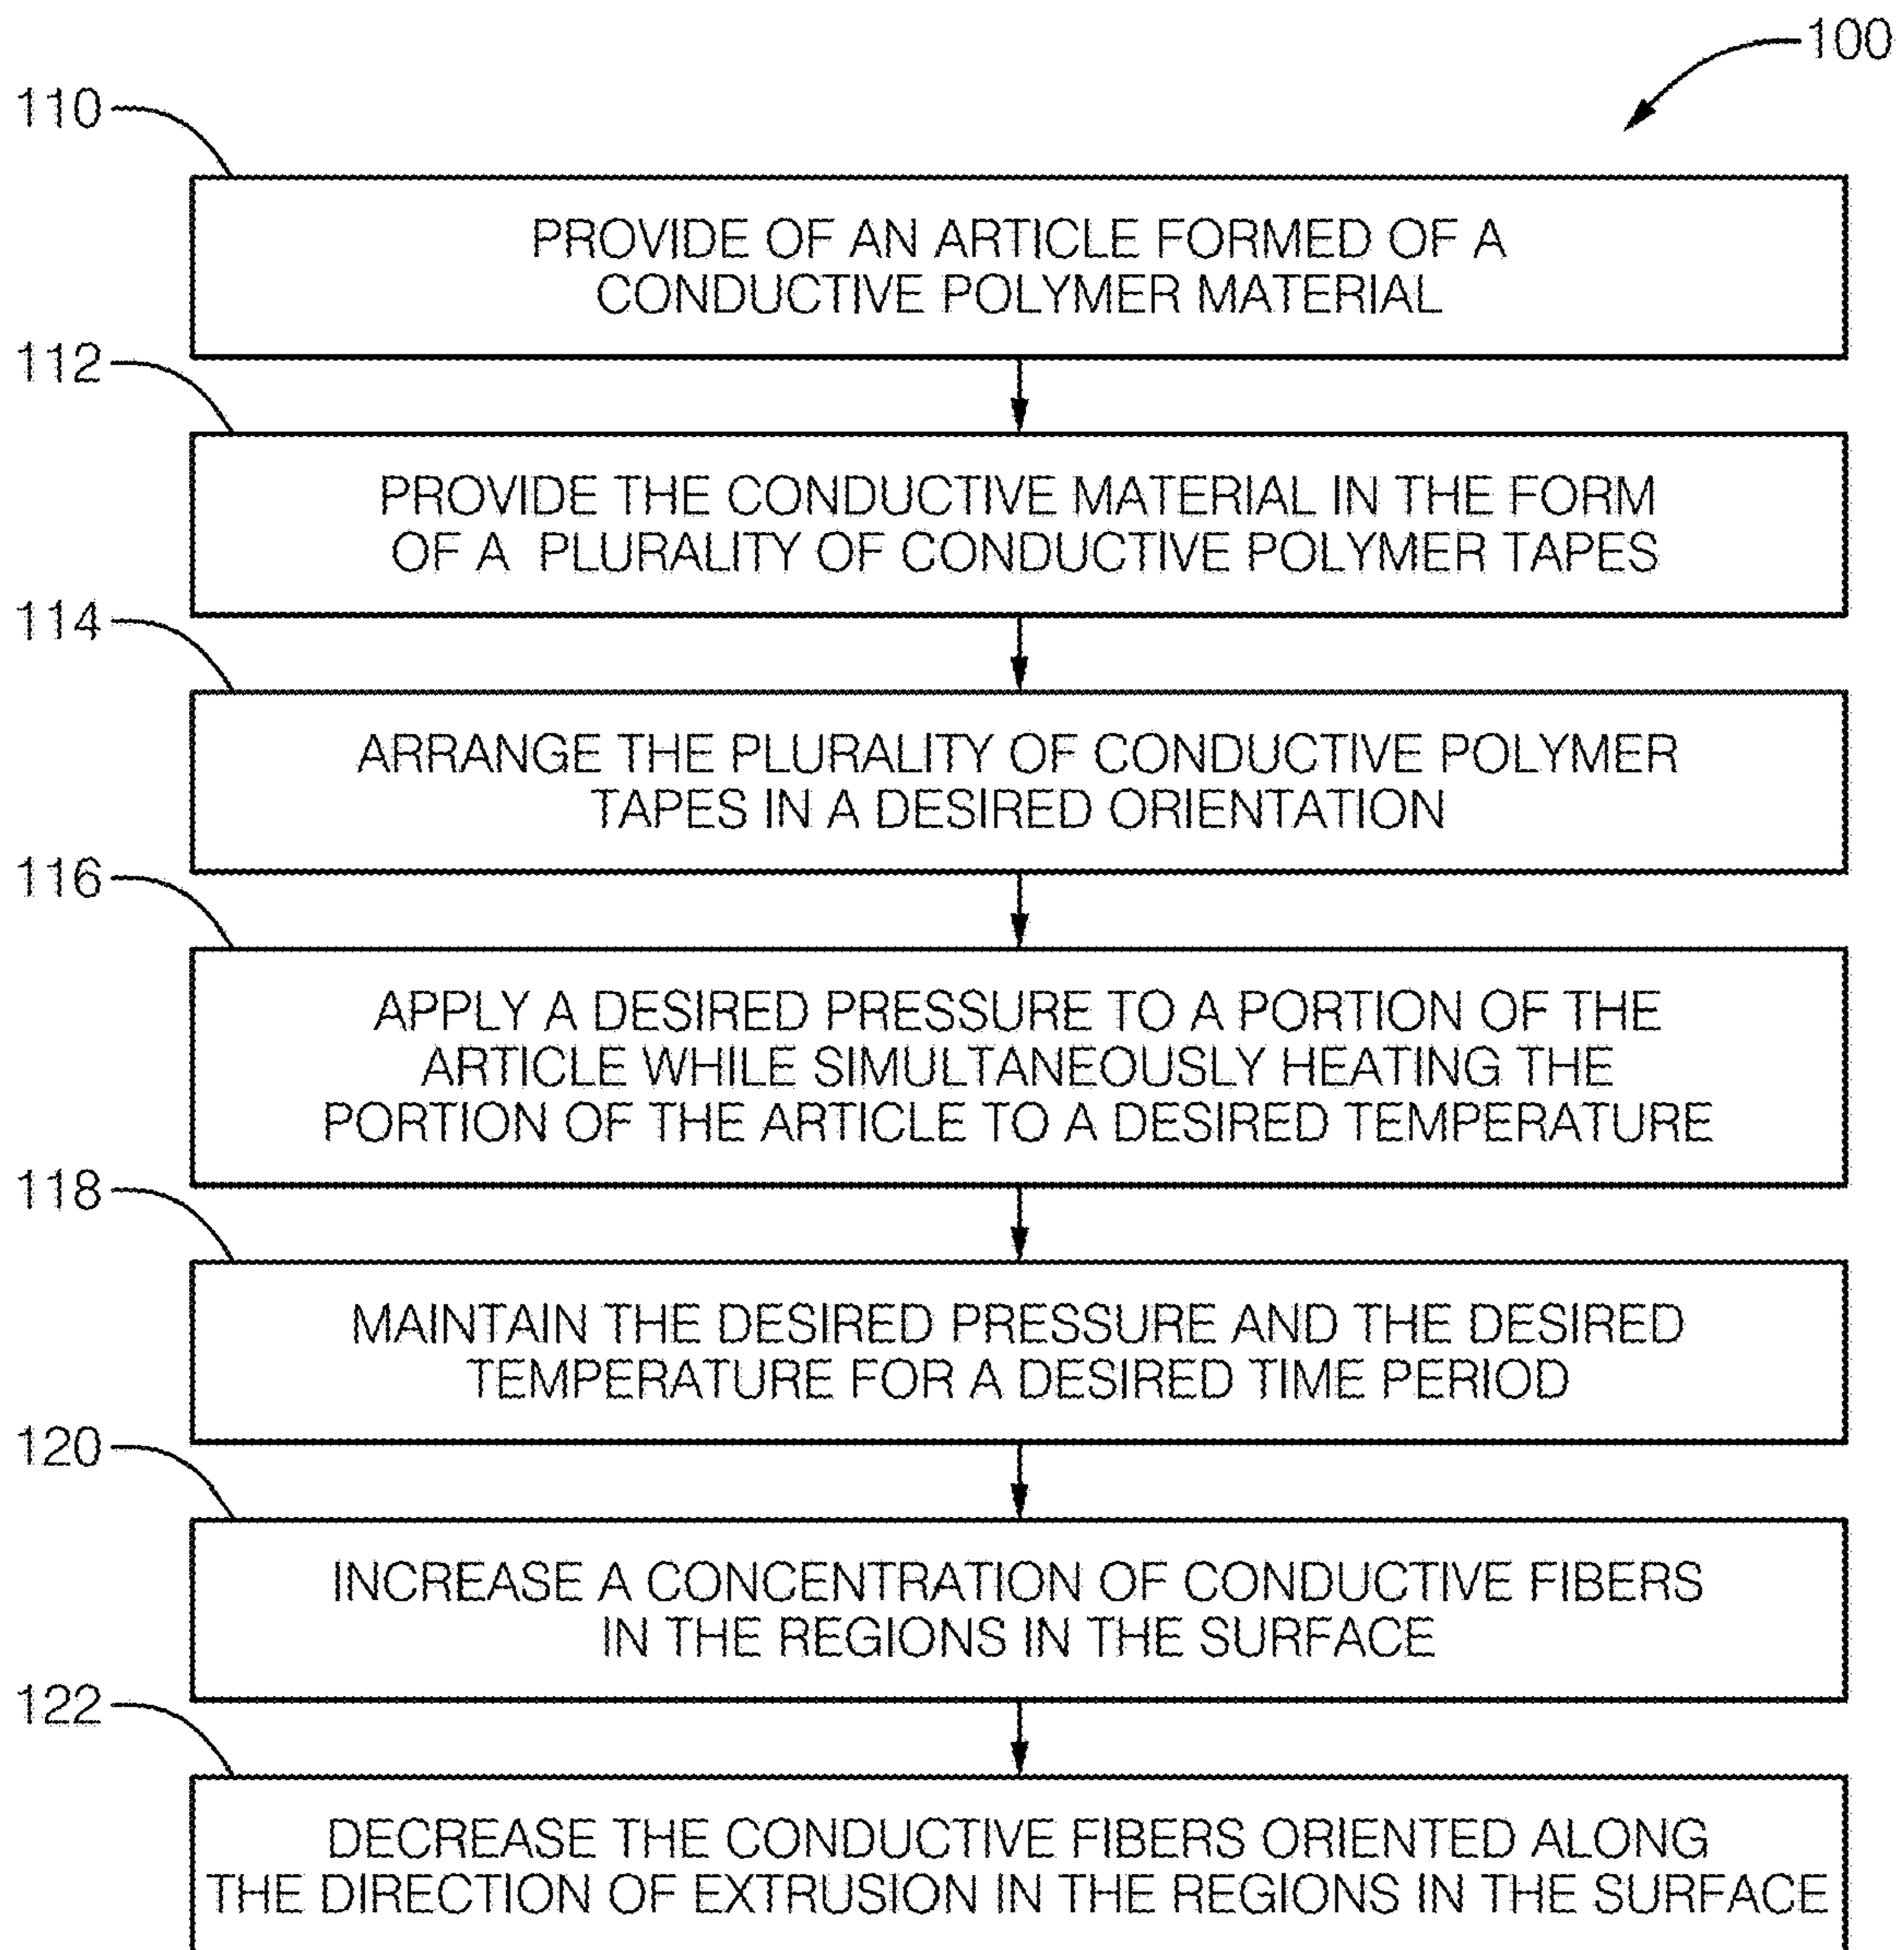 100
110
PROVIDE OF AN ARTICLE FORMED OF A
CONDUCTIVE POLYMER MATERIAL
112
PROVIDE THE CONDUCTIVE MATERIAL IN THE FORM
OF A PLURALITY OF CONDUCTIVE POLYMER TAPES
114
ARRANGE THE PLURALITY OF CONDUCTIVE POLYMER
TAPES IN A DESIRED ORIENTATION
116
APPLY A DESIRED PRESSURE TO A PORTION OF THE
ARTICLE WHILE SIMULTANEOUSLY HEATING THE
PORTION OF THE ARTICLE TO A DESIRED TEMPERATURE
118
MAINTAIN THE DESIRED PRESSURE AND THE DESIRED
TEMPERATURE FOR A DESIRED TIME PERIOD
120
INCREASE A CONCENTRATION OF CONDUCTIVE FIBERS
IN THE REGIONS IN THE SURFACE
122
DECREASE THE CONDUCTIVE FIBERS ORIENTED ALONG
THE DIRECTION OF EXTRUSION IN THE REGIONS IN THE SURFACE